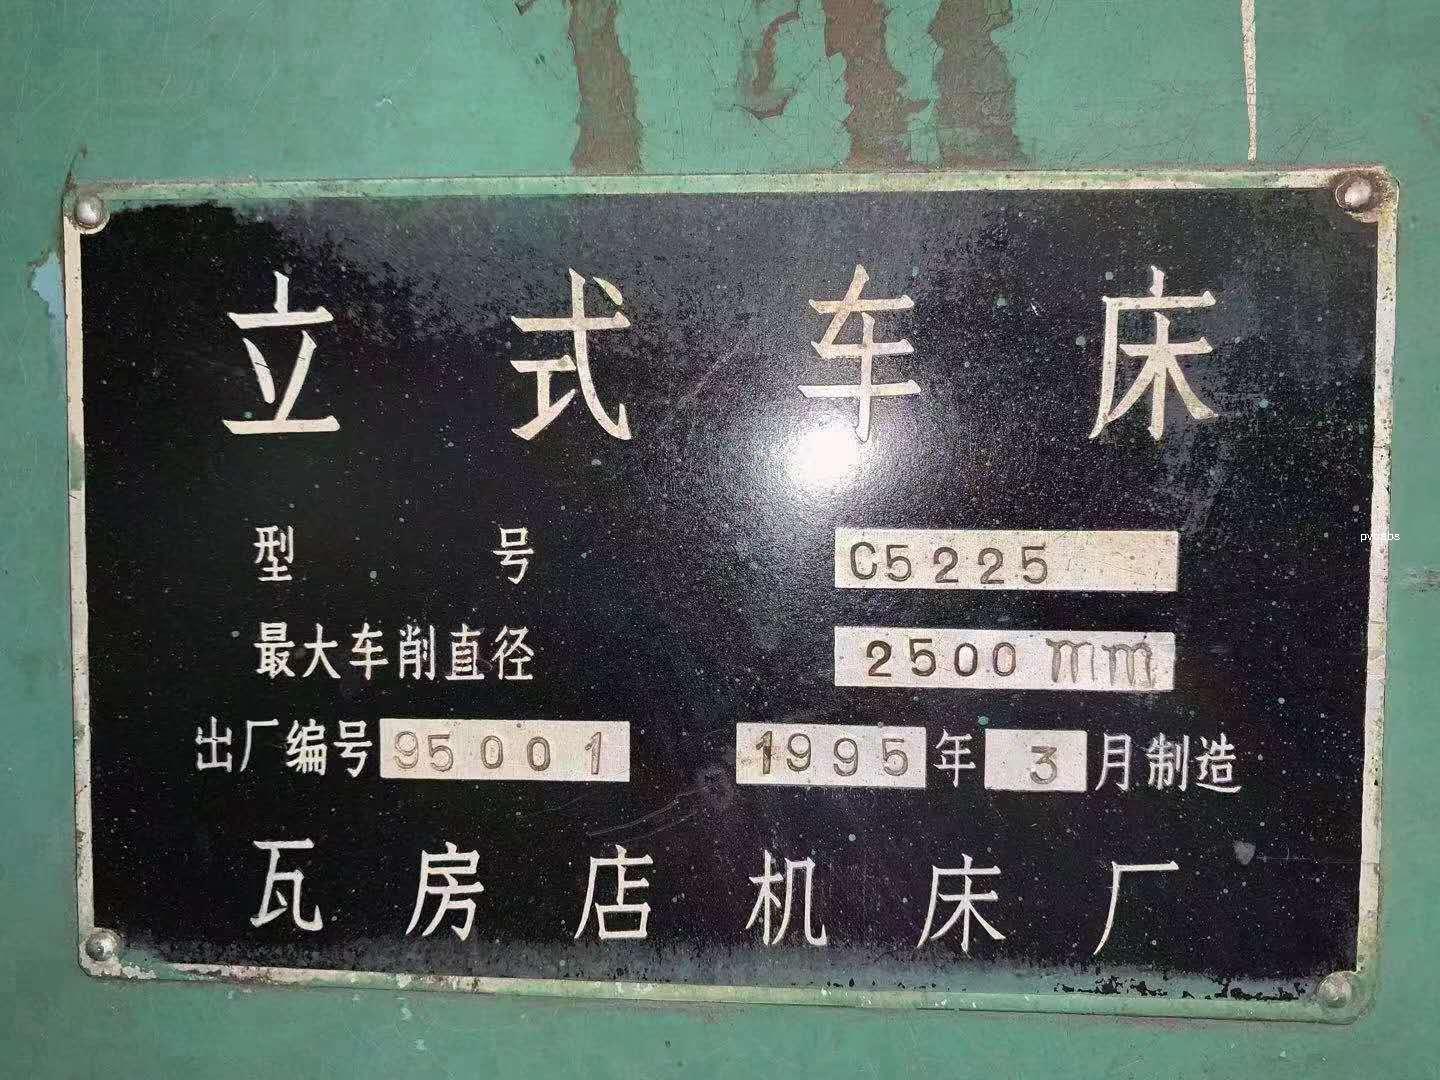 立式车床
型号 C5225
最大车削直径 2500mm
出厂编号 95001 1995年3月制造
瓦房店机床厂